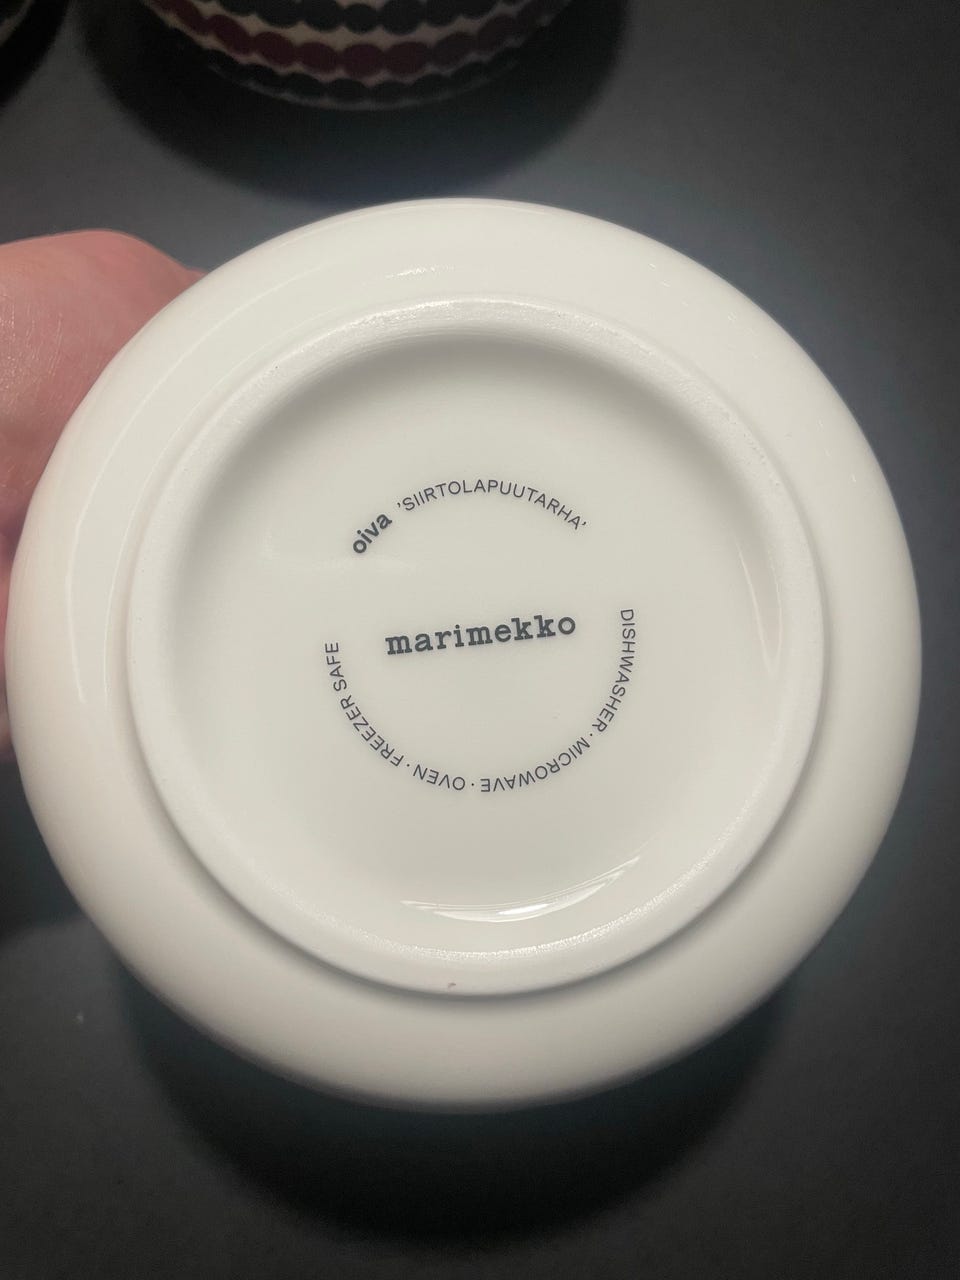 oiva 'SIIRTOLAPUUTARHA'
marimekko
DISHWASHER · MICROWAVE · OVEN · FREEZER SAFE